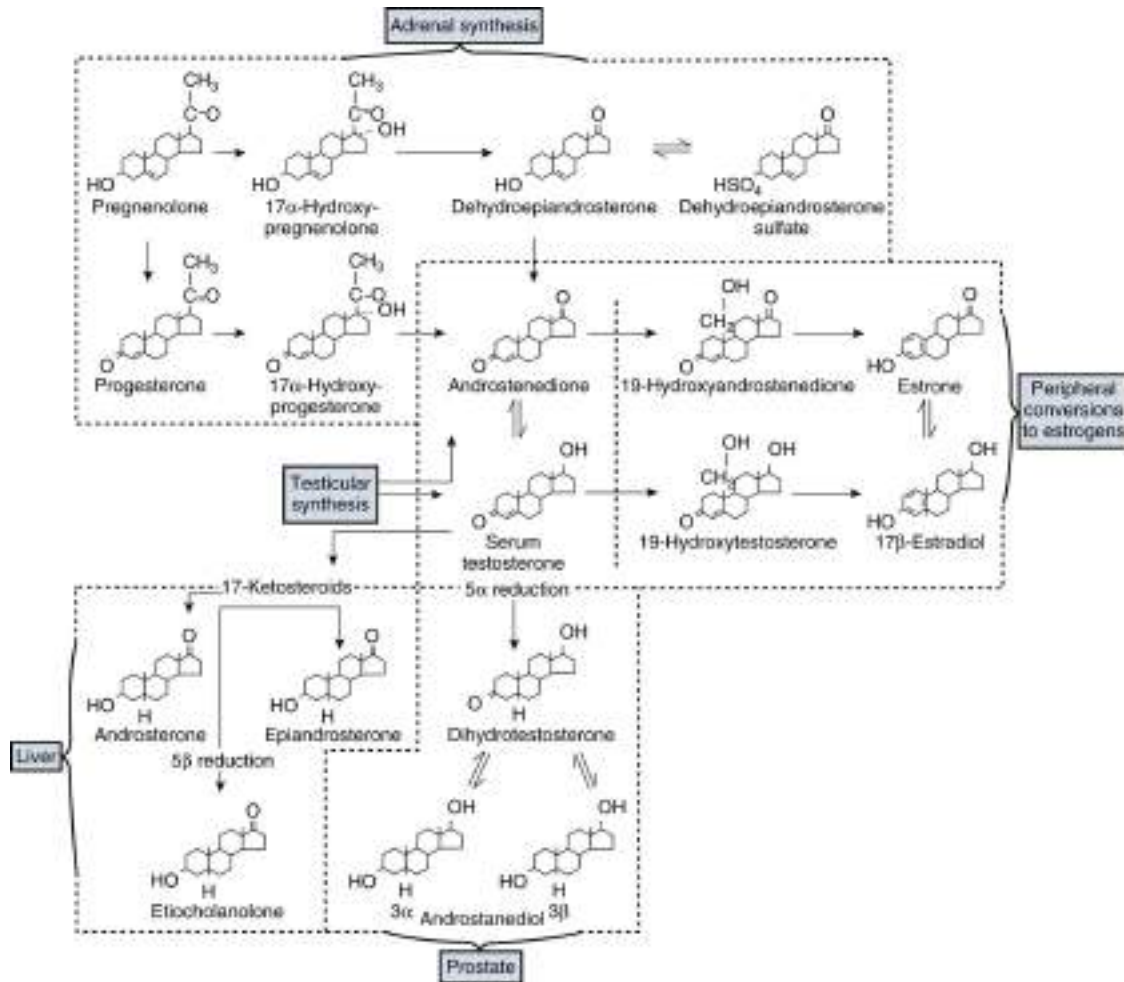 Adrenal synthesis
CH₃
C=O
HO
Pregnenolone
CH₃
C=O
OH
HO
17α-Hydroxy-
pregnenolone
O
HO
Dehydroepiandrosterone
O
HSO₄
Dehydroepiandrosterone
sulfate
CH₃
C=O
O
Progesterone
CH₃
C=O
OH
O
17α-Hydroxy-
progesterone
O
O
Androstenedione
OH
CH₂
O
O
19-Hydroxyandrostenedione
O
HO
Estrone
Peripheral
conversions
to estrogens
Testicular
synthesis
OH
O
Serum
testosterone
OH
CH₂
OH
O
19-Hydroxytestosterone
OH
HO
17β-Estradiol
17-Ketosteroids
5α reduction
O
HO
H
Androsterone
O
HO
H
Epiandrosterone
OH
O
H
Dihydrotestosterone
Liver
5β reduction
O
HO
H
Etiocholanolone
OH
HO
H
3α
OH
HO
H
3β
Androstanediol
Prostate